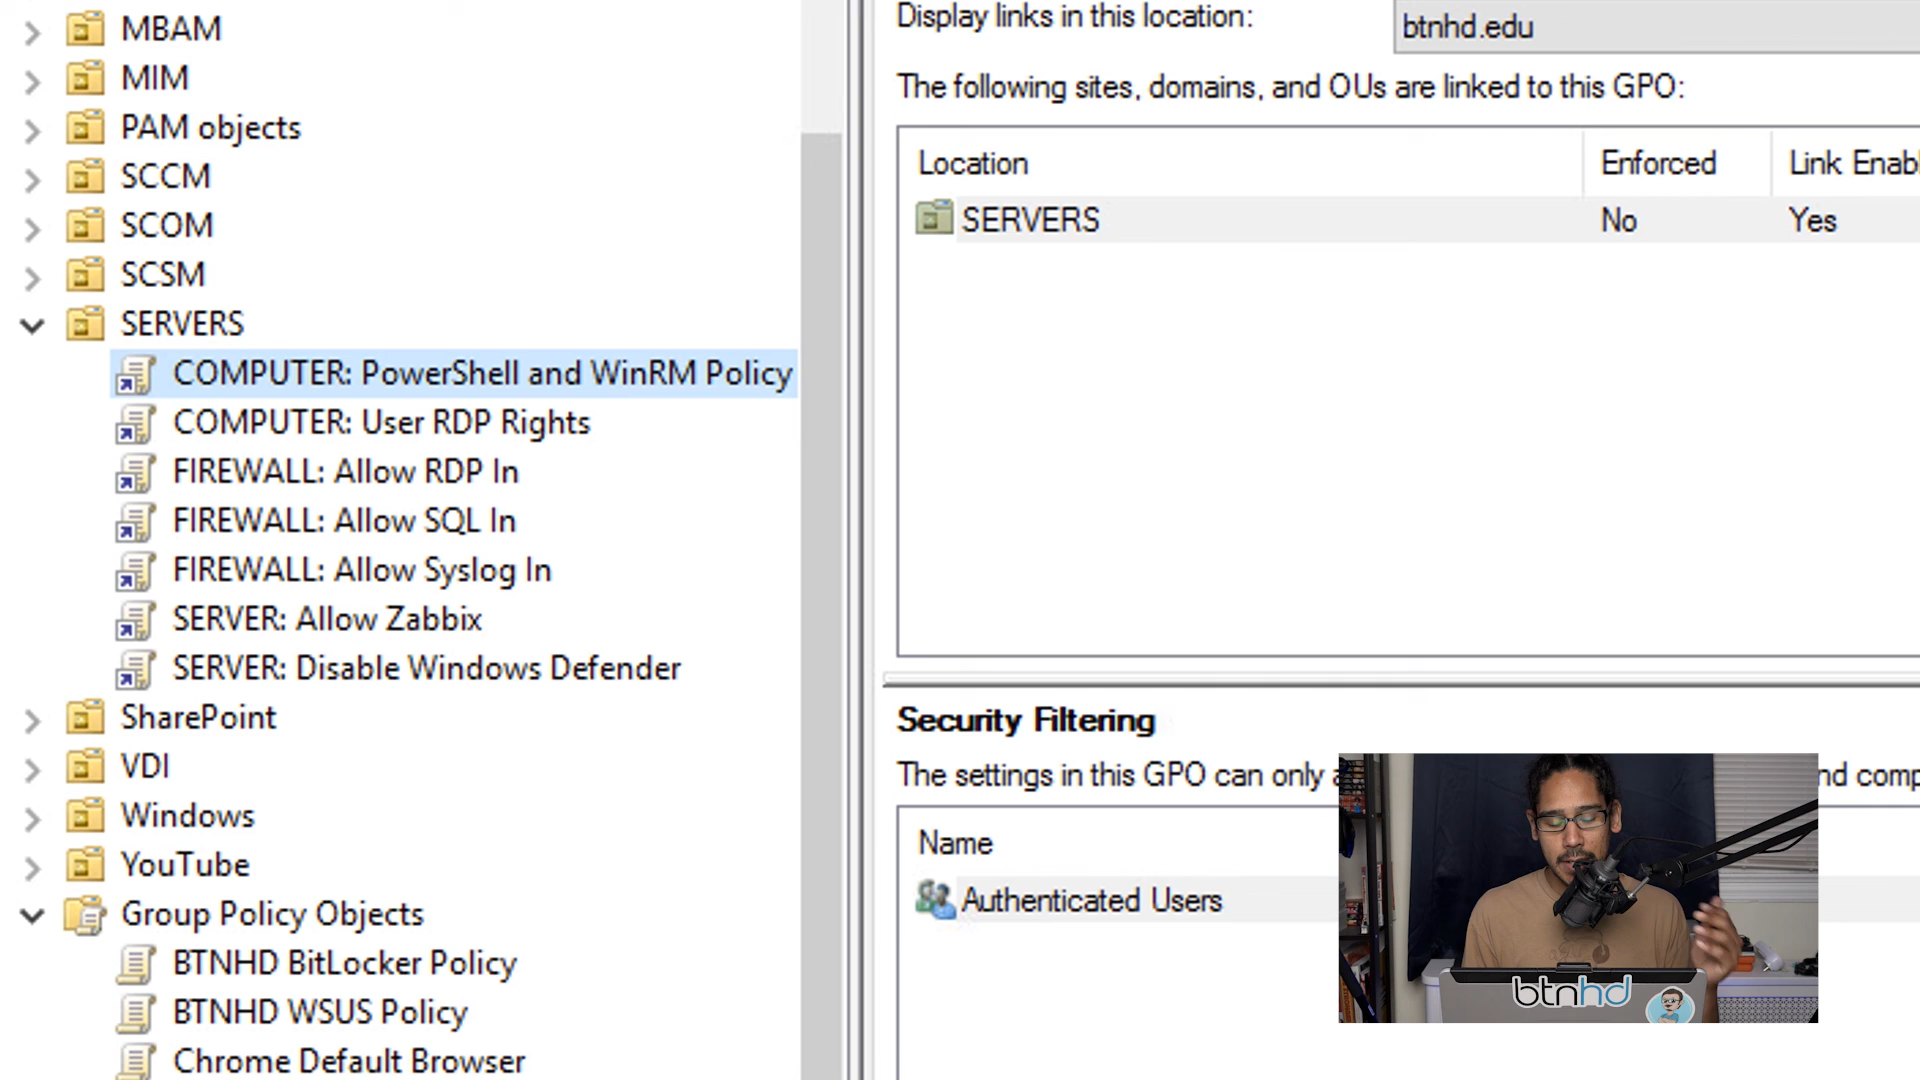 MBAM
MIM
PAM objects
SCCM
SCOM
SCSM
SERVERS
COMPUTER: PowerShell and WinRM Policy
COMPUTER: User RDP Rights
FIREWALL: Allow RDP In
FIREWALL: Allow SQL In
FIREWALL: Allow Syslog In
SERVER: Allow Zabbix
SERVER: Disable Windows Defender
SharePoint
VDI
Windows
YouTube
Group Policy Objects
BTNHD BitLocker Policy
BTNHD WSUS Policy
Chrome Default Browser
Display links in this location: btnhd.edu
The following sites, domains, and OUs are linked to this GPO:
Location Enforced Link Enabl
SERVERS No Yes
Security Filtering
The settings in this GPO can only
nd comp
Name
Authenticated Users
btnhd